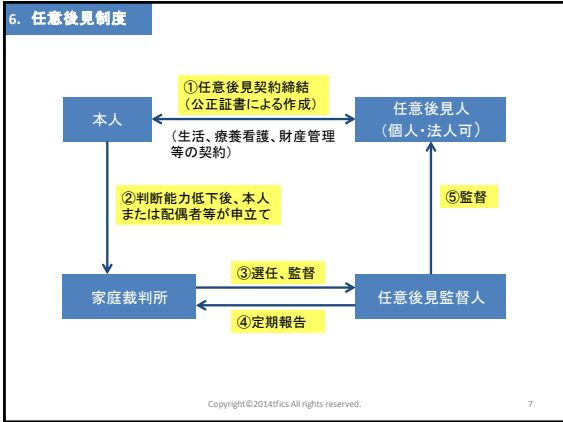 6. 任意後見制度
①任意後見契約締結
（公正証書による作成）
本人
任意後見人
（個人・法人可）
（生活、療養看護、財産管理
等の契約）
②判断能力低下後、本人
または配偶者等が申立て
⑤監督
③選任、監督
家庭裁判所
任意後見監督人
④定期報告
Copyright©2014tfics All rights reserved.
7